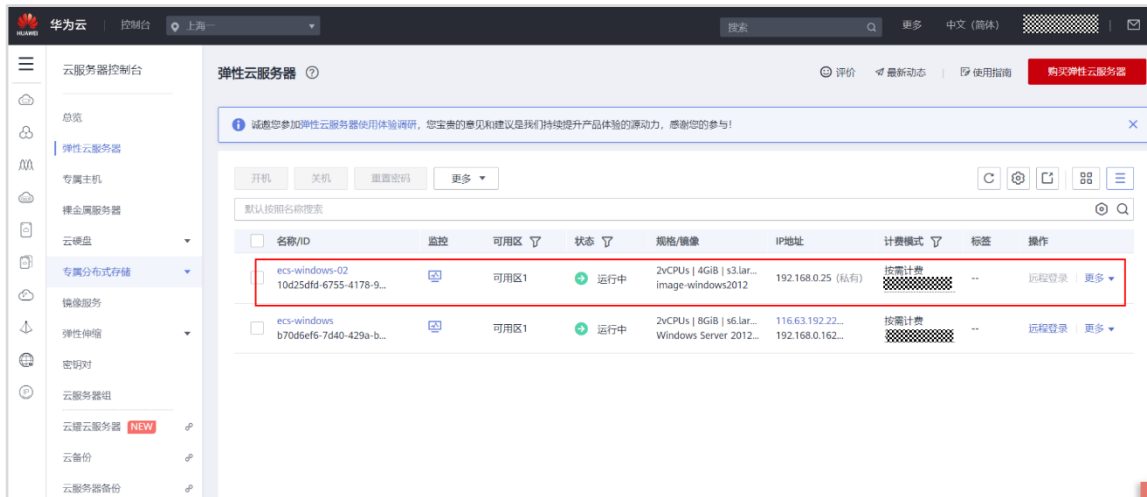 HUAWEI 华为云 控制台 上海一 搜索 更多 中文 (简体)
云服务器控制台
总览
弹性云服务器
专属主机
裸金属服务器
云硬盘
专属分布式存储
镜像服务
弹性伸缩
密钥对
云服务器组
云耀云服务器 NEW
云备份
云服务器备份
弹性云服务器 评价 最新动态 使用指南 购买弹性云服务器
诚邀您参加弹性云服务器使用体验调研，您宝贵的意见和建议是我们持续提升产品体验的源动力，感谢您的参与！
开机 关机 重置密码 更多
默认按照名称搜索
名称/ID 监控 可用区 状态 规格/镜像 IP地址 计费模式 标签 操作
ecs-windows-02 可用区1 运行中 2vCPUs | 4GiB | s3.lar... 192.168.0.25 (私有) 按需计费 -- 远程登录 更多
10d25dfd-6755-4178-9... image-windows2012
ecs-windows 可用区1 运行中 2vCPUs | 8GiB | s6.lar... 116.63.192.22... 按需计费 -- 远程登录 更多
b70d6ef6-7d40-429a-b... Windows Server 2012... 192.168.0.162...